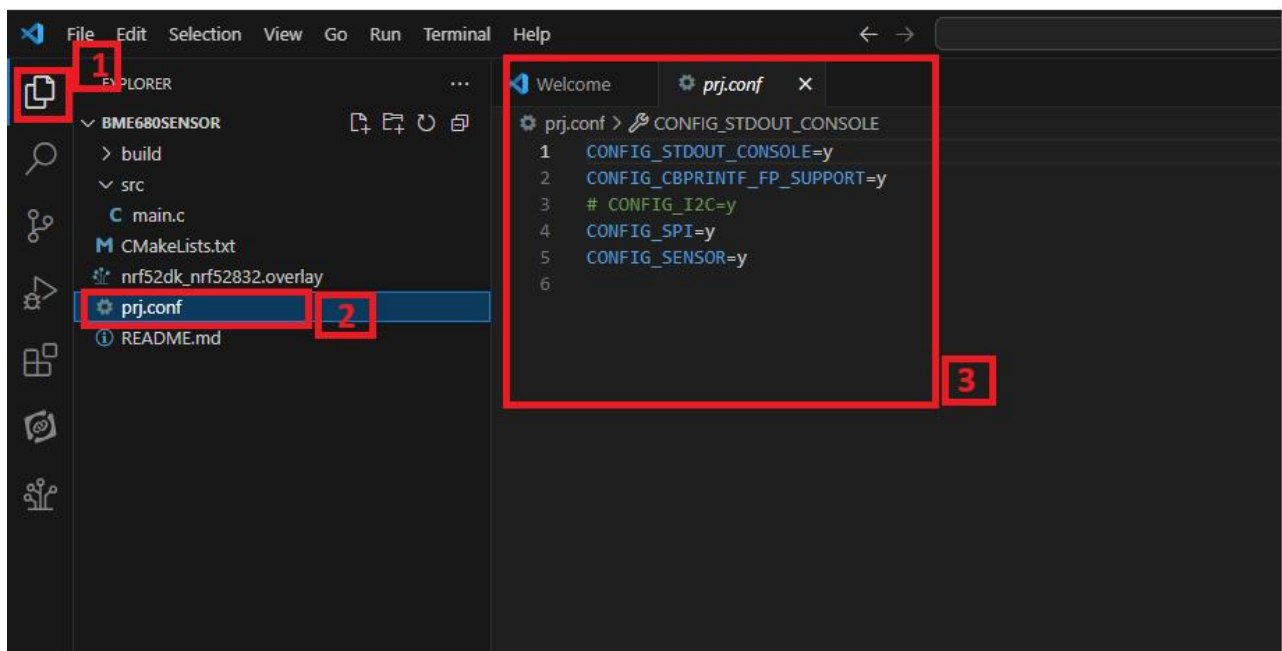 File Edit Selection View Go Run Terminal Help
1
EXPLORER
BME680SENSOR
build
src
C main.c
M CMakeLists.txt
nrf52dk_nrf52832.overlay
prj.conf
2
README.md
Welcome prj.conf
prj.conf > CONFIG_STDOUT_CONSOLE
1 CONFIG_STDOUT_CONSOLE=y
2 CONFIG_CBPRINTF_FP_SUPPORT=y
3 # CONFIG_I2C=y
4 CONFIG_SPI=y
5 CONFIG_SENSOR=y
6
3